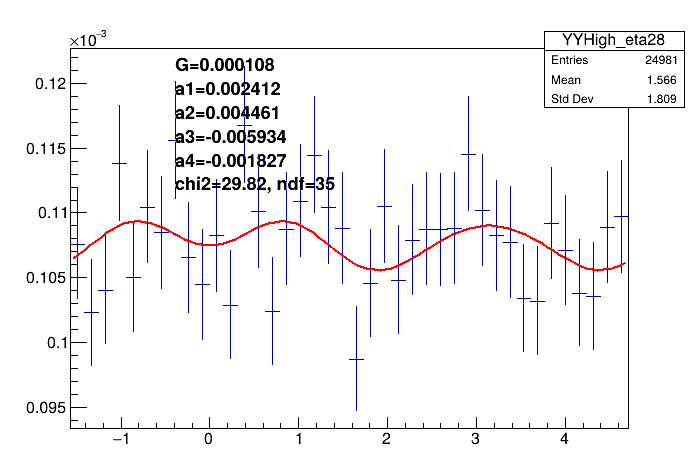 ×10⁻³
YYHigh_eta28
Entries 24981
Mean 1.566
Std Dev 1.809
G=0.000108
a1=0.002412
a2=0.004461
a3=-0.005934
a4=-0.001827
chi2=29.82, ndf=35
0.12
0.115
0.11
0.105
0.1
0.095
−1 0 1 2 3 4